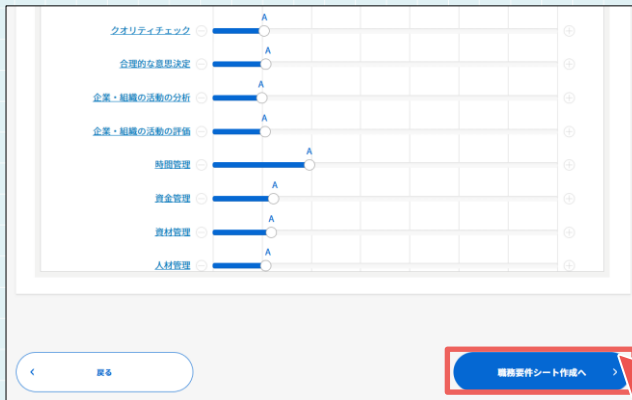 A
クオリティチェック
A
合理的な意思決定
A
企業・組織の活動の分析
A
企業・組織の活動の評価
A
時間管理
A
資金管理
A
資材管理
A
人材管理
戻る
職務要件シート作成へ